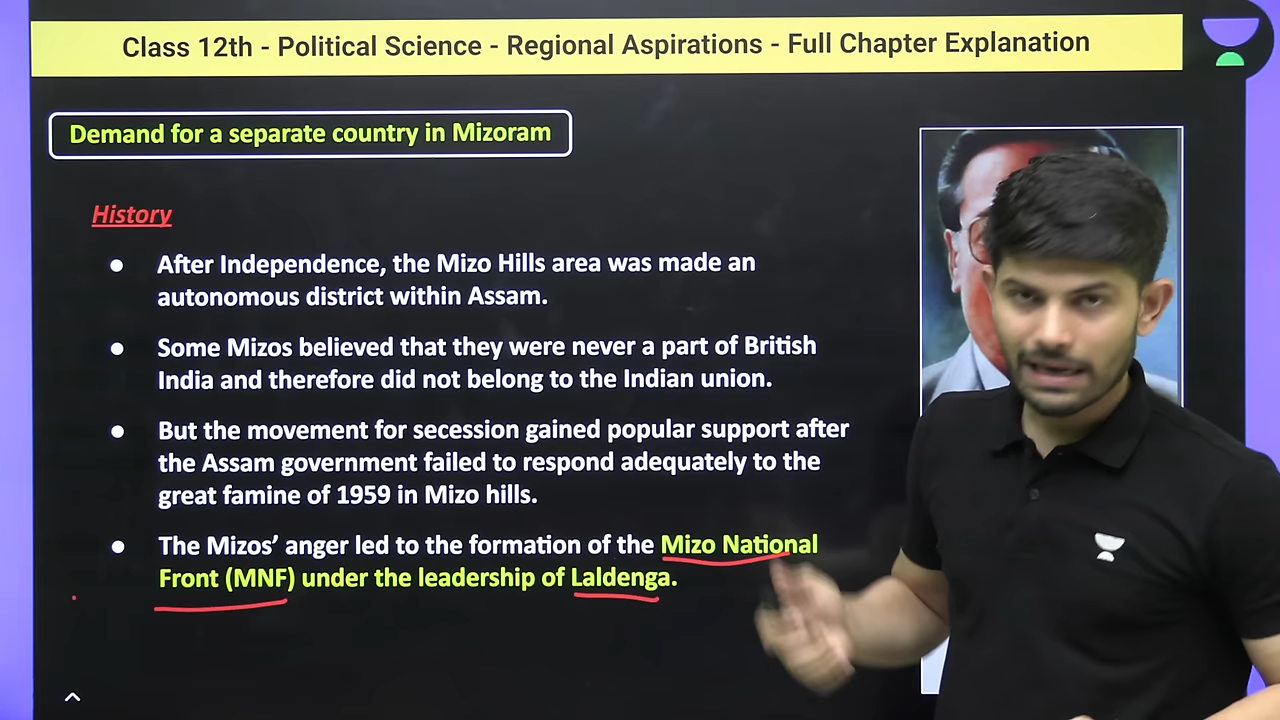 Class 12th - Political Science - Regional Aspirations - Full Chapter Explanation
Demand for a separate country in Mizoram
History
● After Independence, the Mizo Hills area was made an
autonomous district within Assam.
● Some Mizos believed that they were never a part of British
India and therefore did not belong to the Indian union.
● But the movement for secession gained popular support after
the Assam government failed to respond adequately to the
great famine of 1959 in Mizo hills.
● The Mizos’ anger led to the formation of the Mizo National
Front (MNF) under the leadership of Laldenga.